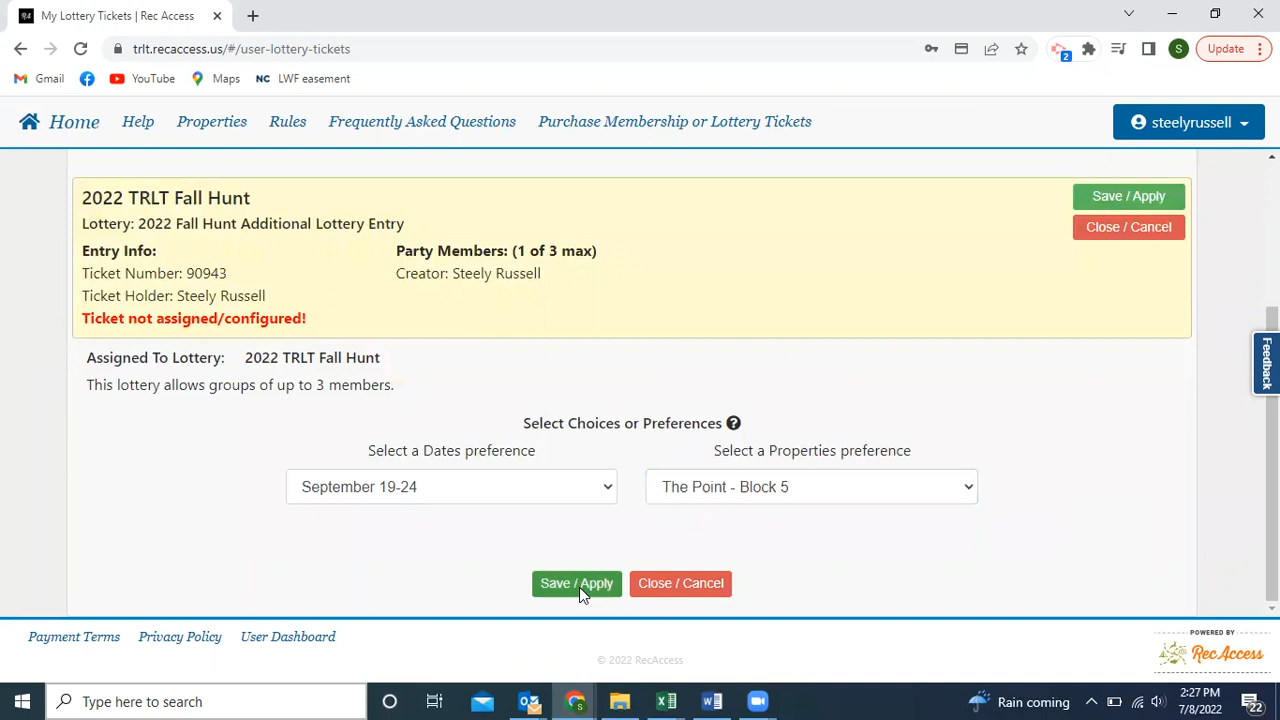 My Lottery Tickets | Rec Access
trlt.recaccess.us/#/user-lottery-tickets
2
S
Update
Gmail
YouTube
Maps
NC LWF easement
Home
Help
Properties
Rules
Frequently Asked Questions
Purchase Membership or Lottery Tickets
steelyrussell
2022 TRLT Fall Hunt
Save / Apply
Lottery: 2022 Fall Hunt Additional Lottery Entry
Close / Cancel
Entry Info:
Party Members: (1 of 3 max)
Ticket Number: 90943
Creator: Steely Russell
Ticket Holder: Steely Russell
Ticket not assigned/configured!
Feedback
Assigned To Lottery: 2022 TRLT Fall Hunt
This lottery allows groups of up to 3 members.
Select Choices or Preferences ?
Select a Dates preference
Select a Properties preference
September 19-24
The Point - Block 5
Save / Apply
Close / Cancel
Payment Terms
Privacy Policy
User Dashboard
POWERED BY
RecAccess
© 2022 RecAccess
Type here to search
Rain coming
2:27 PM
7/8/2022
22